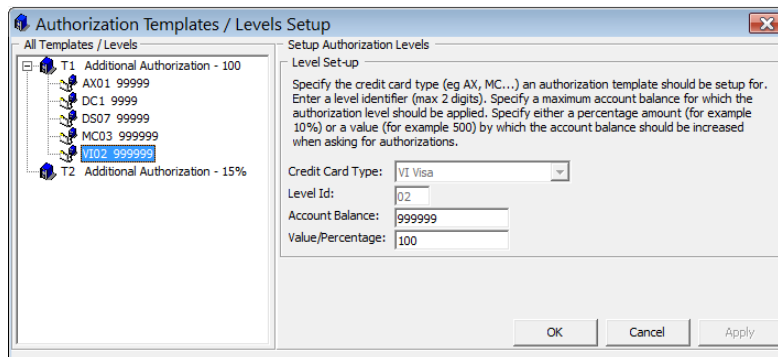 Authorization Templates / Levels Setup
All Templates / Levels
T1 Additional Authorization - 100
AX01 99999
DC1 9999
DS07 99999
MC03 999999
VI02 999999
T2 Additional Authorization - 15%
Setup Authorization Levels
Level Set-up
Specify the credit card type (eg AX, MC...) an authorization template should be setup for.
Enter a level identifier (max 2 digits). Specify a maximum account balance for which the
authorization level should be applied. Specify either a percentage amount (for example
10%) or a value (for example 500) by which the account balance should be increased
when asking for authorizations.
Credit Card Type: VI Visa
Level Id: 02
Account Balance: 999999
Value/Percentage: 100
OK Cancel Apply